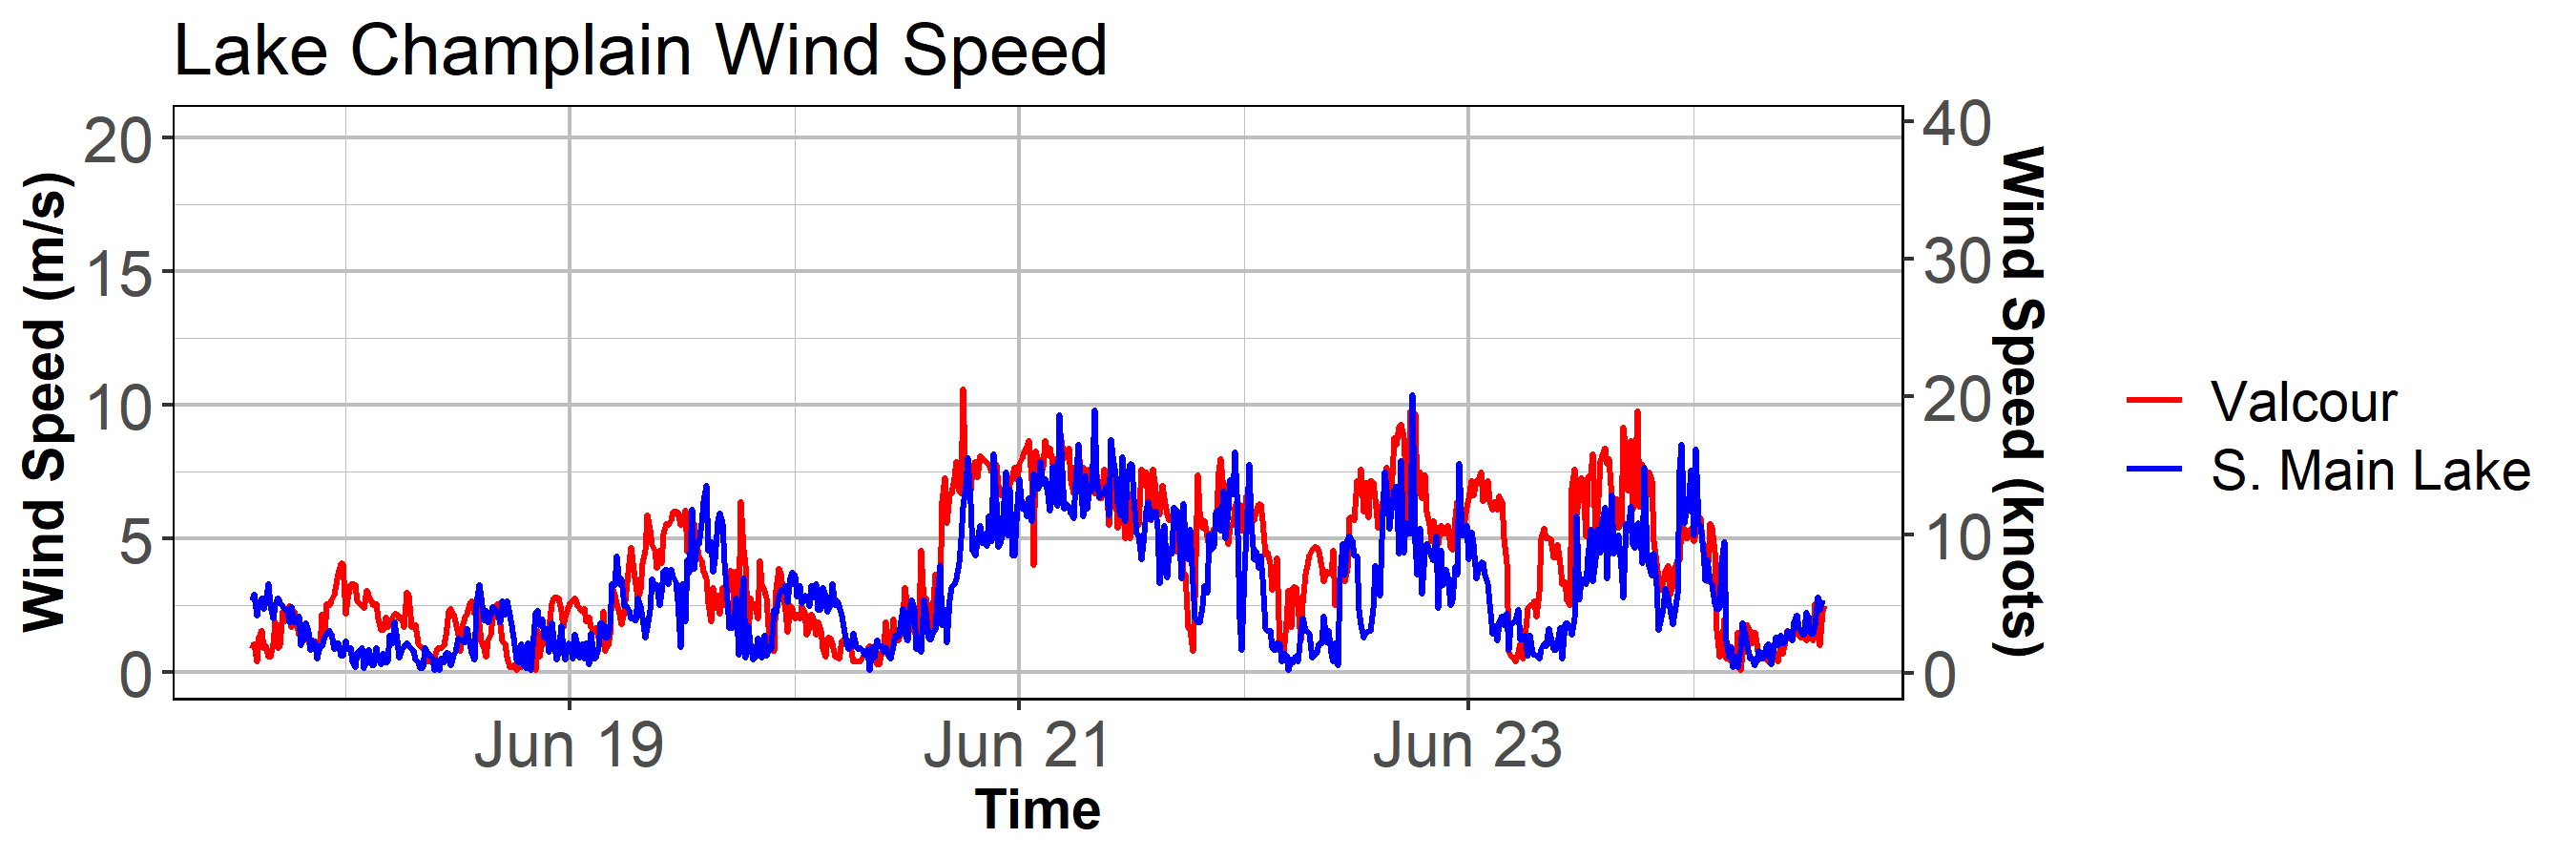 Lake Champlain Wind Speed
Wind Speed (m/s)
20
15
10
5
0
40
30
20
10
0
Wind Speed (knots)
Jun 19
Jun 21
Jun 23
Time
Valcour
S. Main Lake